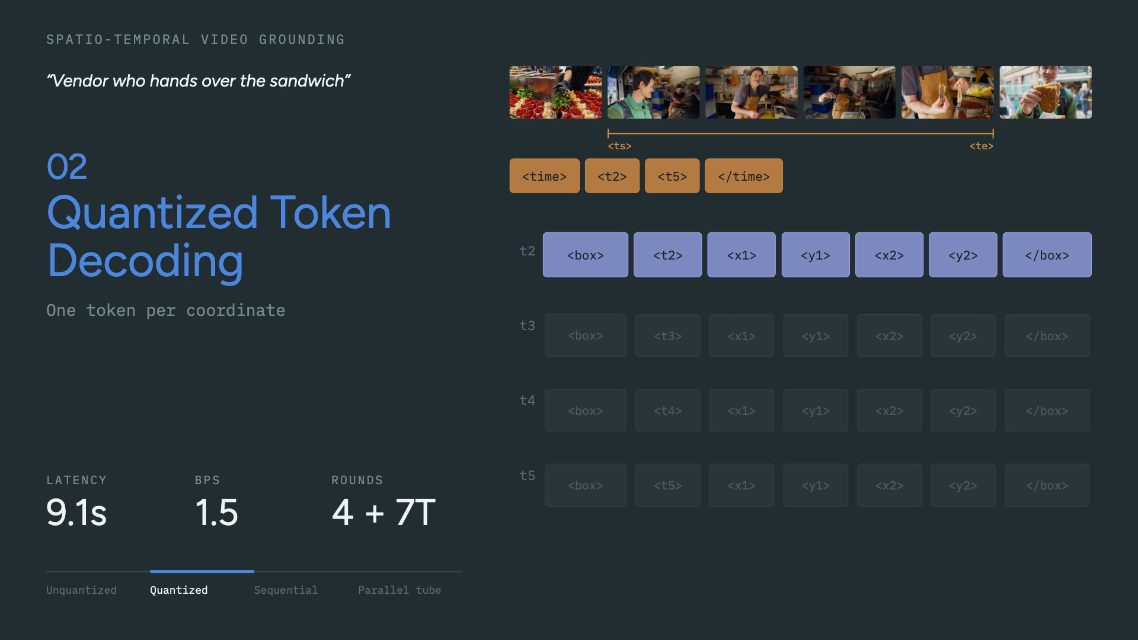 SPATIO-TEMPORAL VIDEO GROUNDING
“Vendor who hands over the sandwich”
02
Quantized Token
Decoding
One token per coordinate
LATENCY BPS ROUNDS
9.1s 1.5 4 + 7T
Unquantized Quantized Sequential Parallel tube
<ts> <te>
<time> <t2> <t5> </time>
t2 <box> <t2> <x1> <y1> <x2> <y2> </box>
t3 <box> <t3> <x1> <y1> <x2> <y2> </box>
t4 <box> <t4> <x1> <y1> <x2> <y2> </box>
t5 <box> <t5> <x1> <y1> <x2> <y2> </box>